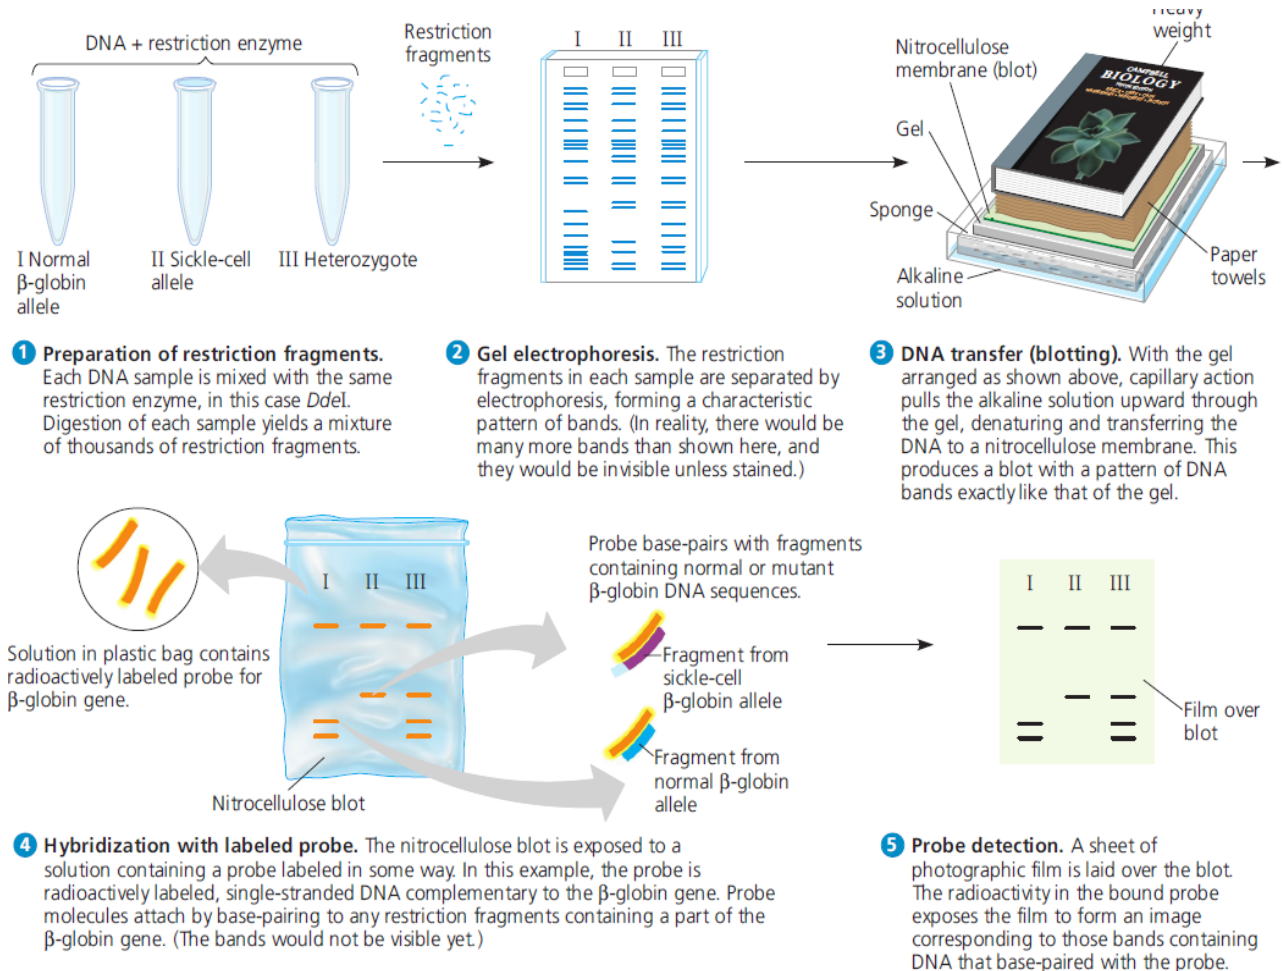 DNA + restriction enzyme
I Normal
β-globin
allele
II Sickle-cell
allele
III Heterozygote
Restriction
fragments
I II III
Heavy
weight
Nitrocellulose
membrane (blot)
CAMPBELL
BIOLOGY
Gel
Sponge
Alkaline
solution
Paper
towels
1 Preparation of restriction fragments.
Each DNA sample is mixed with the same
restriction enzyme, in this case DdeI.
Digestion of each sample yields a mixture
of thousands of restriction fragments.
2 Gel electrophoresis. The restriction
fragments in each sample are separated by
electrophoresis, forming a characteristic
pattern of bands. (In reality, there would be
many more bands than shown here, and
they would be invisible unless stained.)
3 DNA transfer (blotting). With the gel
arranged as shown above, capillary action
pulls the alkaline solution upward through
the gel, denaturing and transferring the
DNA to a nitrocellulose membrane. This
produces a blot with a pattern of DNA
bands exactly like that of the gel.
Solution in plastic bag contains
radioactively labeled probe for
β-globin gene.
I II III
Nitrocellulose blot
Probe base-pairs with fragments
containing normal or mutant
β-globin DNA sequences.
Fragment from
sickle-cell
β-globin allele
Fragment from
normal β-globin
allele
I II III
Film over
blot
4 Hybridization with labeled probe. The nitrocellulose blot is exposed to a
solution containing a probe labeled in some way. In this example, the probe is
radioactively labeled, single-stranded DNA complementary to the β-globin gene. Probe
molecules attach by base-pairing to any restriction fragments containing a part of the
β-globin gene. (The bands would not be visible yet.)
5 Probe detection. A sheet of
photographic film is laid over the blot.
The radioactivity in the bound probe
exposes the film to form an image
corresponding to those bands containing
DNA that base-paired with the probe.